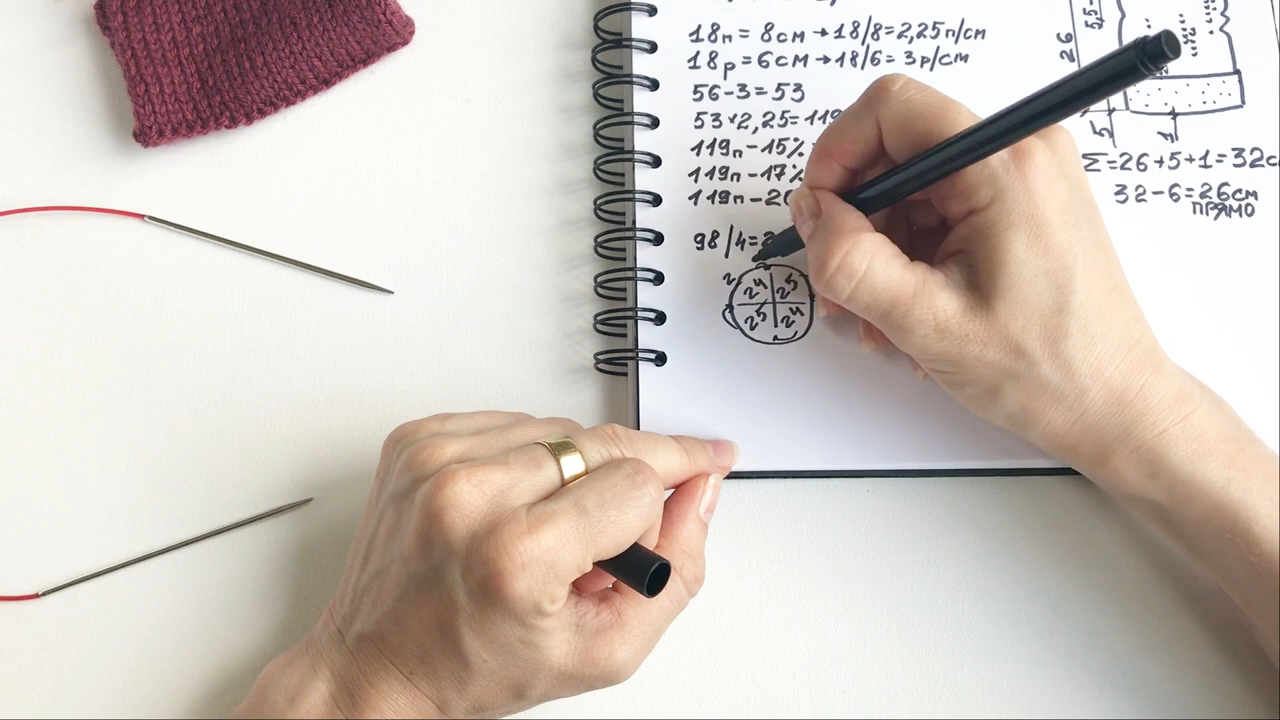 18п = 8см → 18/8=2,25п/см
18р = 6см → 18/6= 3р/см
56-3=53
53×2,25=119
119п-15%
119п-17%
119п-20
98/4=2
2
24 25
25 24
26
5,5
5
1
Σ=26+5+1=32с
32-6=26см
ПРЯМО